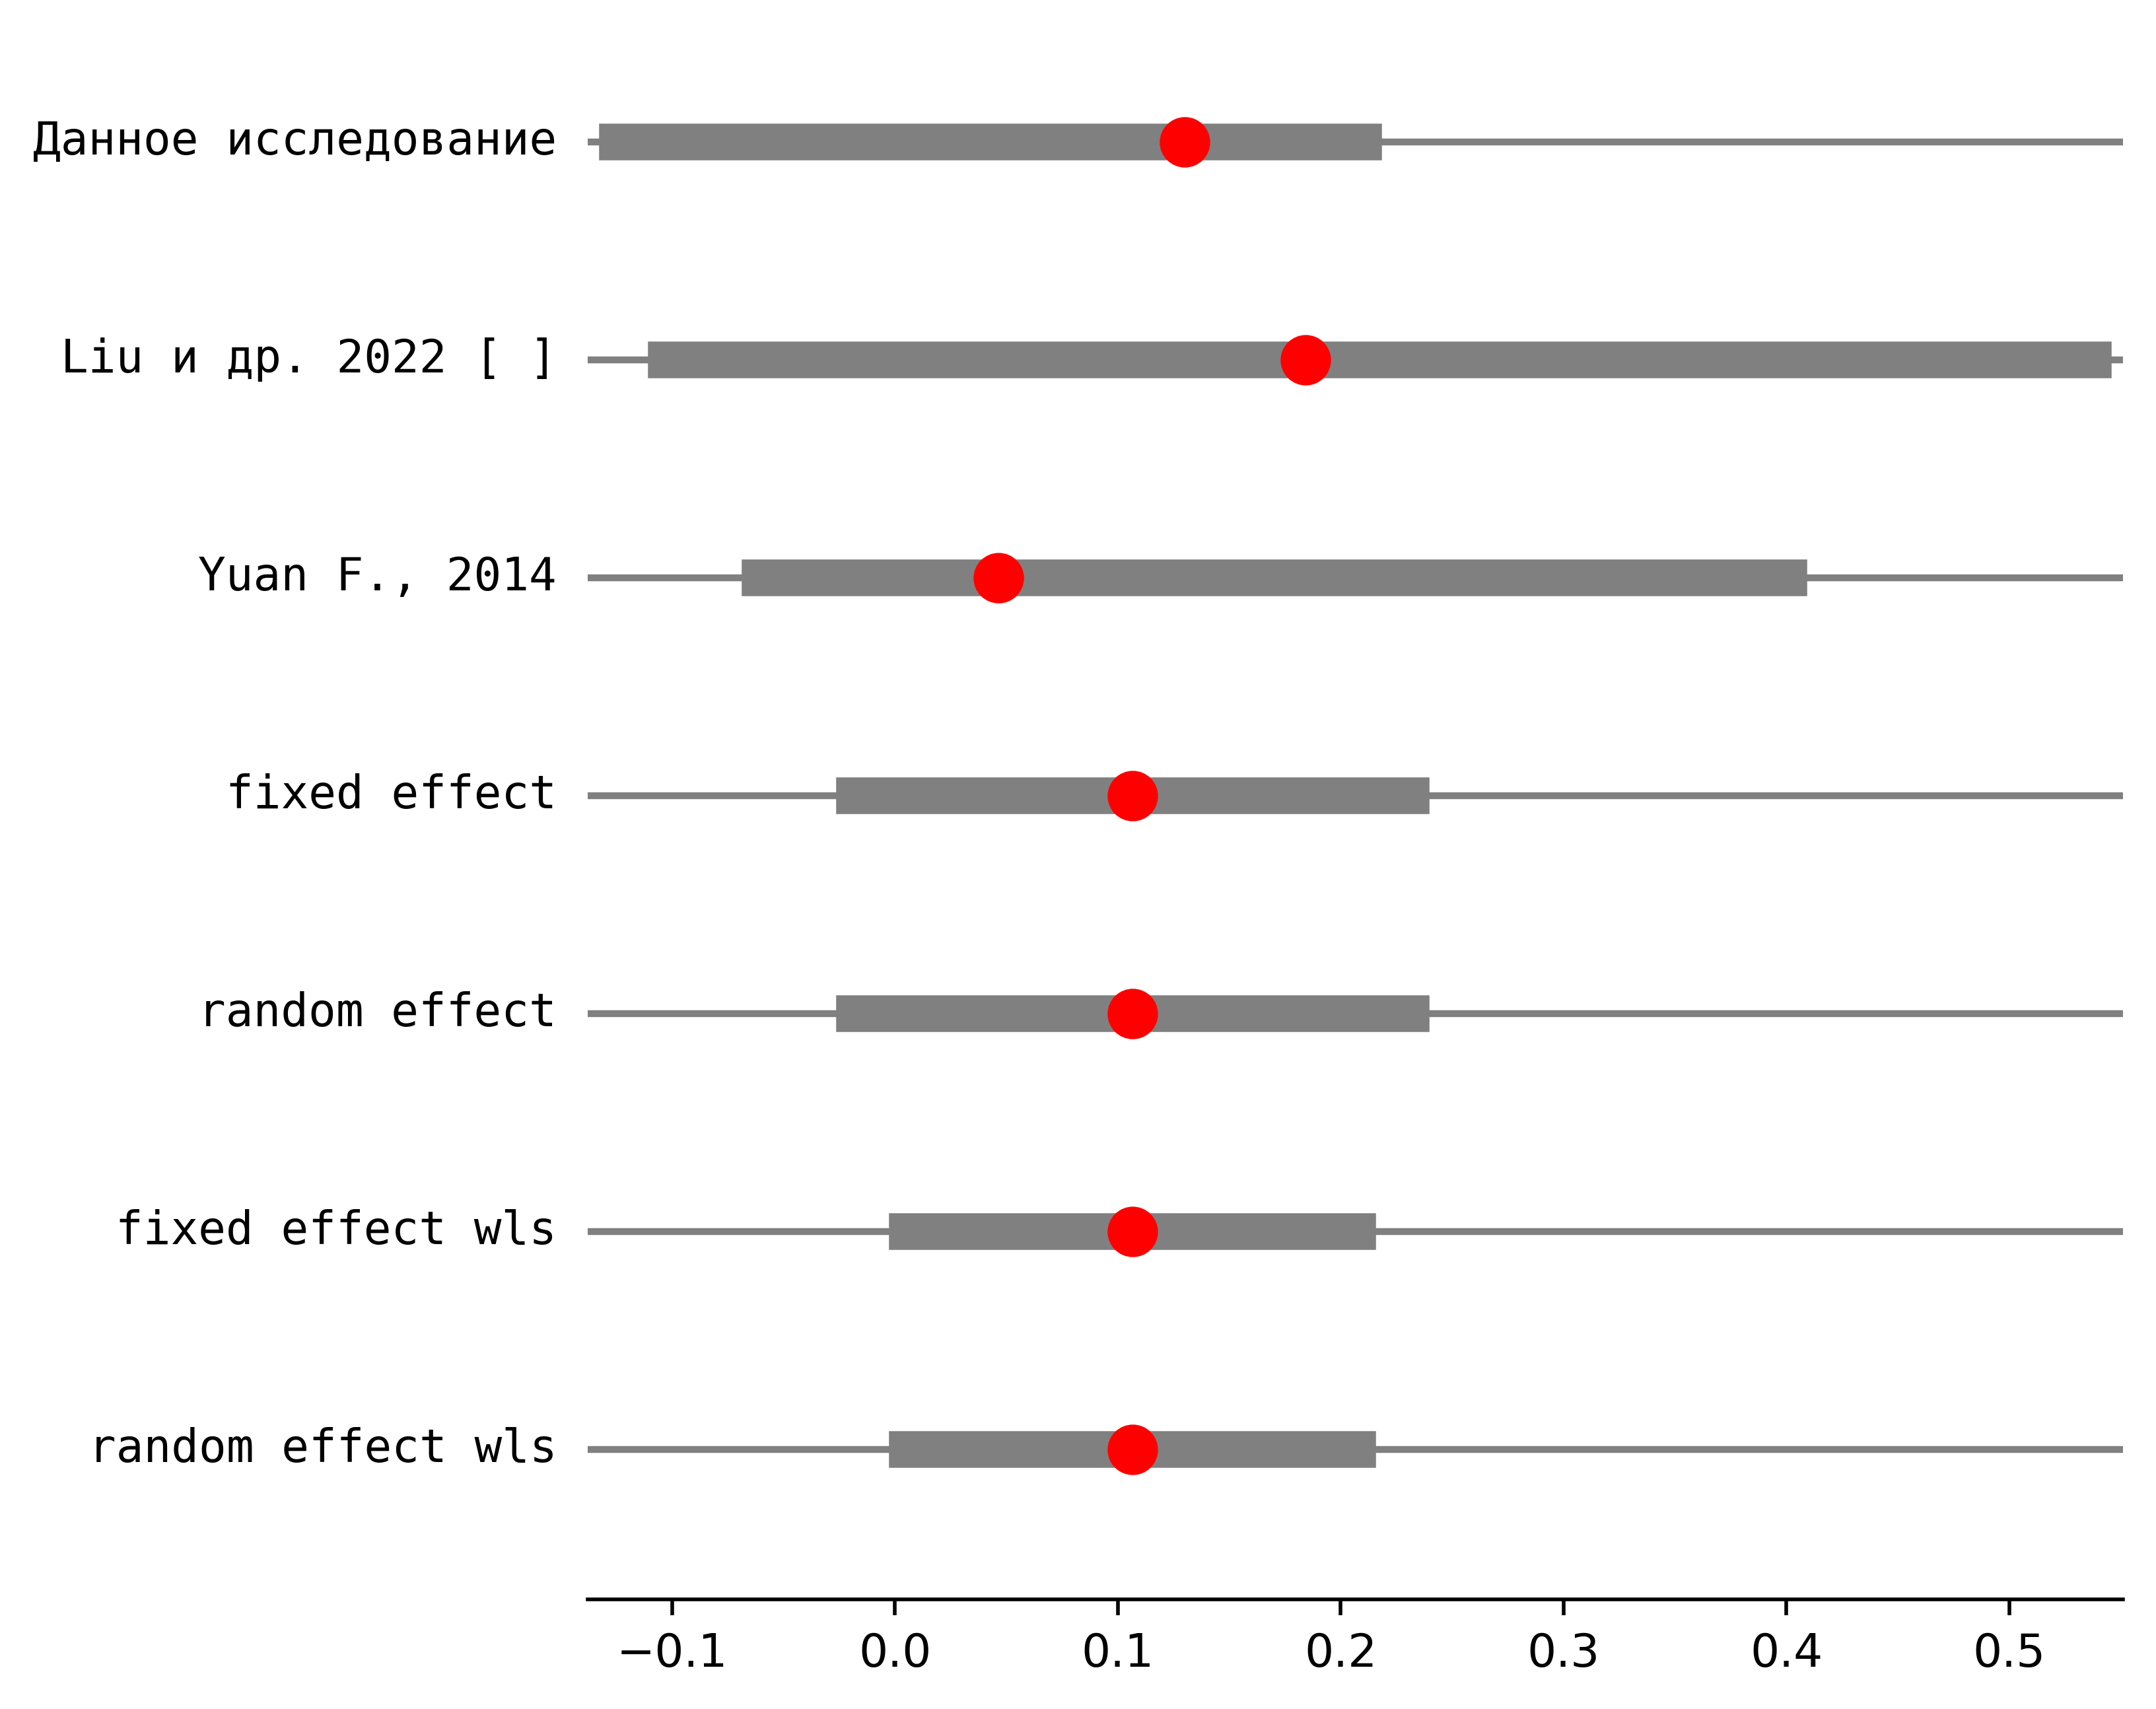 Данное исследование
Liu и др. 2022 [ ]
Yuan F., 2014
fixed effect
random effect
fixed effect wls
random effect wls
−0.1 0.0 0.1 0.2 0.3 0.4 0.5